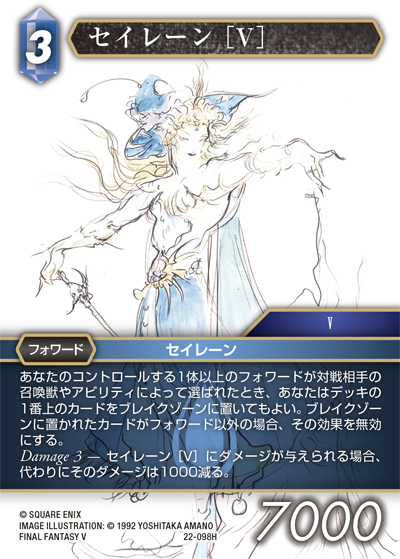 3
セイレーン［V］
V
フォワード
セイレーン
あなたのコントロールする1体以上のフォワードが対戦相手の
召喚獣やアビリティによって選ばれたとき、あなたはデッキの
1番上のカードをブレイクゾーンに置いてもよい。ブレイクゾー
ンに置かれたカードがフォワード以外の場合、その効果を無効
にする。
Damage 3 — セイレーン［V］にダメージが与えられる場合、
代わりにそのダメージは1000減る。
© SQUARE ENIX
IMAGE ILLUSTRATION: © 1992 YOSHITAKA AMANO
FINAL FANTASY V
22-098H
7000